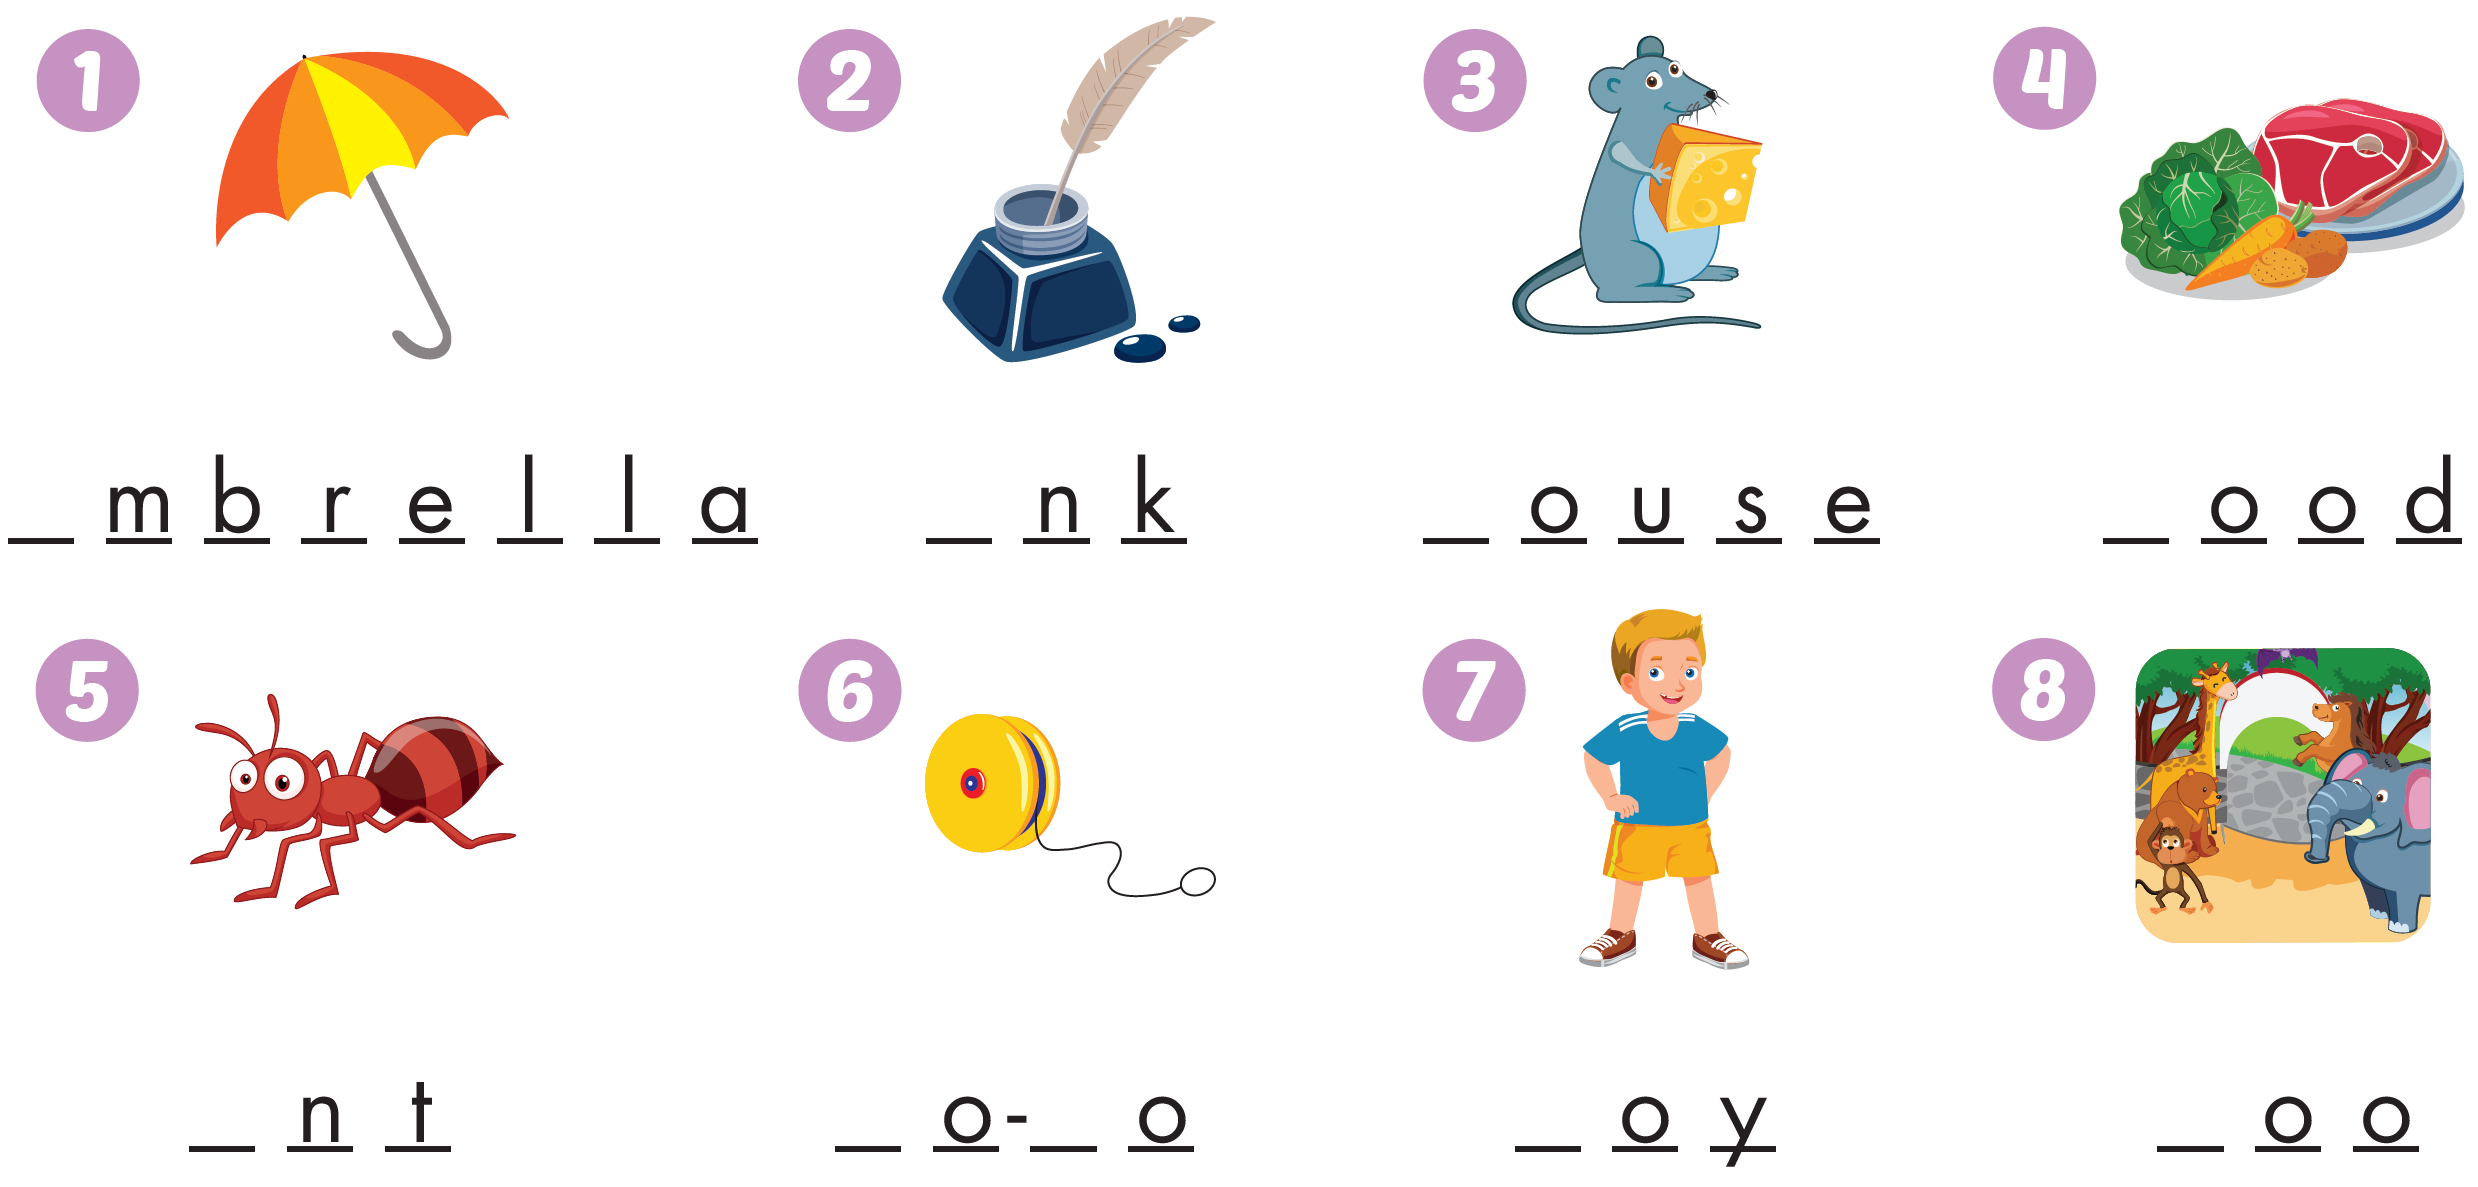 1 2 3 4
_ m b r e l l a _ n k _ o u s e _ o o d
5 6 7 8
_ n t _ o - _ o _ o y _ o o